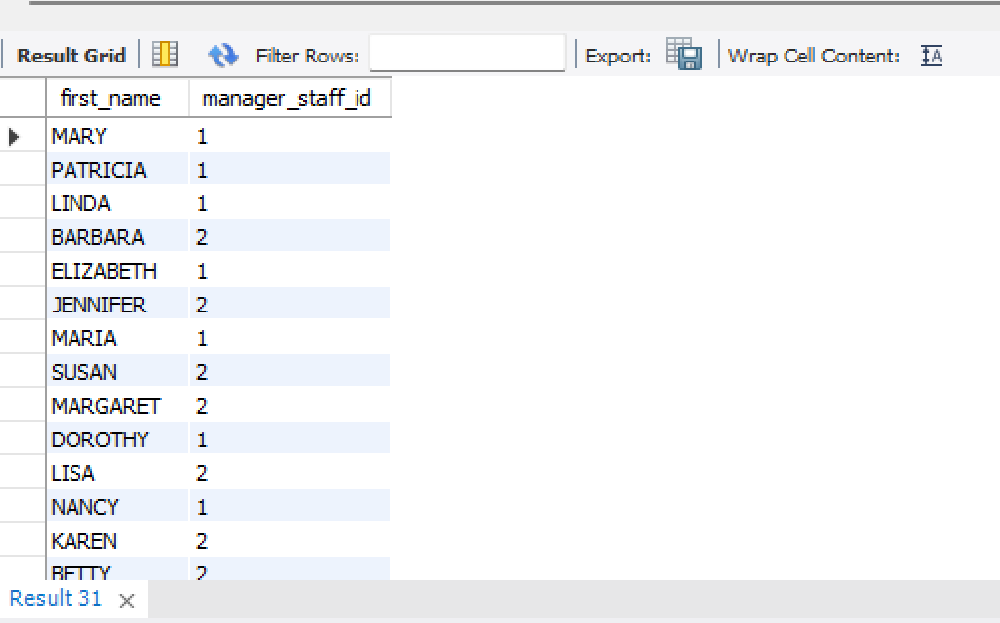 Result Grid Filter Rows: Export: Wrap Cell Content: IA
first_name manager_staff_id
MARY 1
PATRICIA 1
LINDA 1
BARBARA 2
ELIZABETH 1
JENNIFER 2
MARIA 1
SUSAN 2
MARGARET 2
DOROTHY 1
LISA 2
NANCY 1
KAREN 2
BETTY 2
Result 31